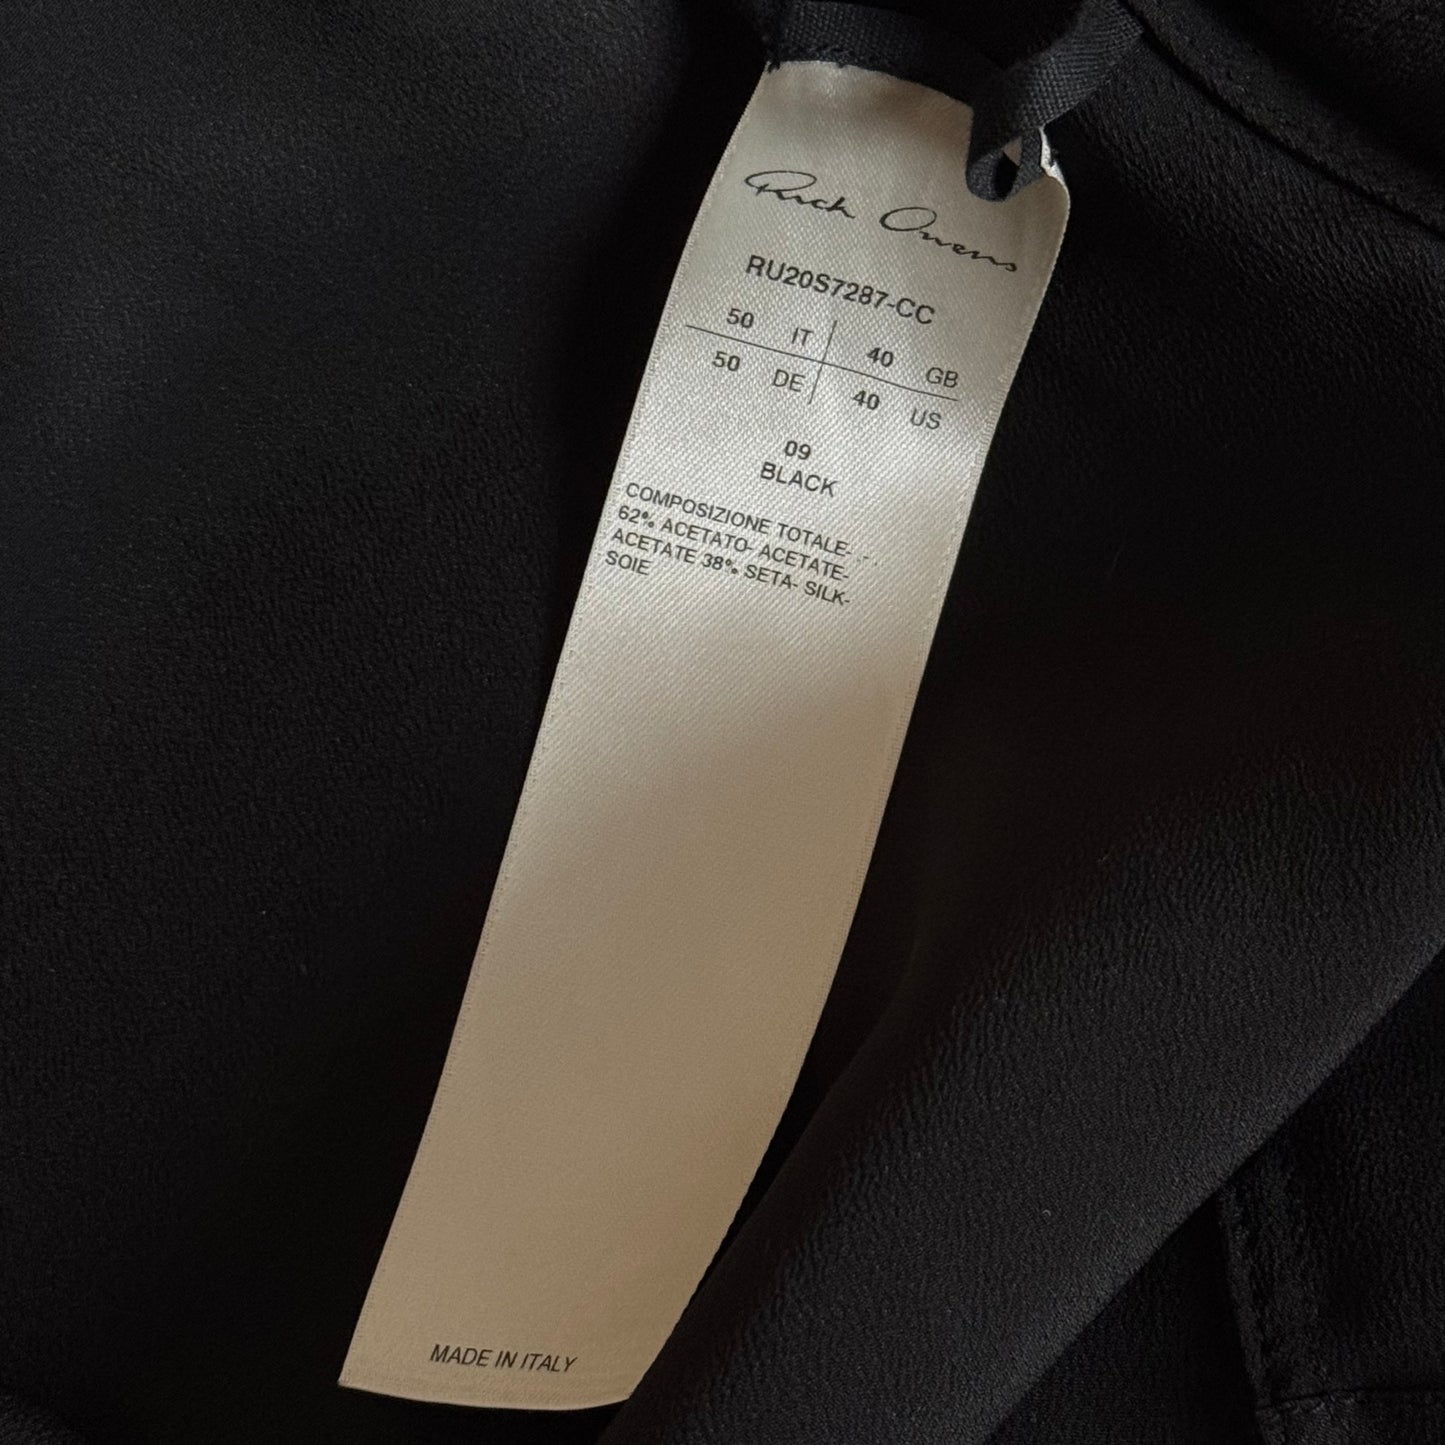 Rick Owens
RU20S7287-CC
50 IT 40 GB
50 DE 40 US
09
BLACK
COMPOSIZIONE TOTALE- -
62% ACETATO- ACETATE-
ACETATE 38% SETA- SILK-
SOIE
MADE IN ITALY